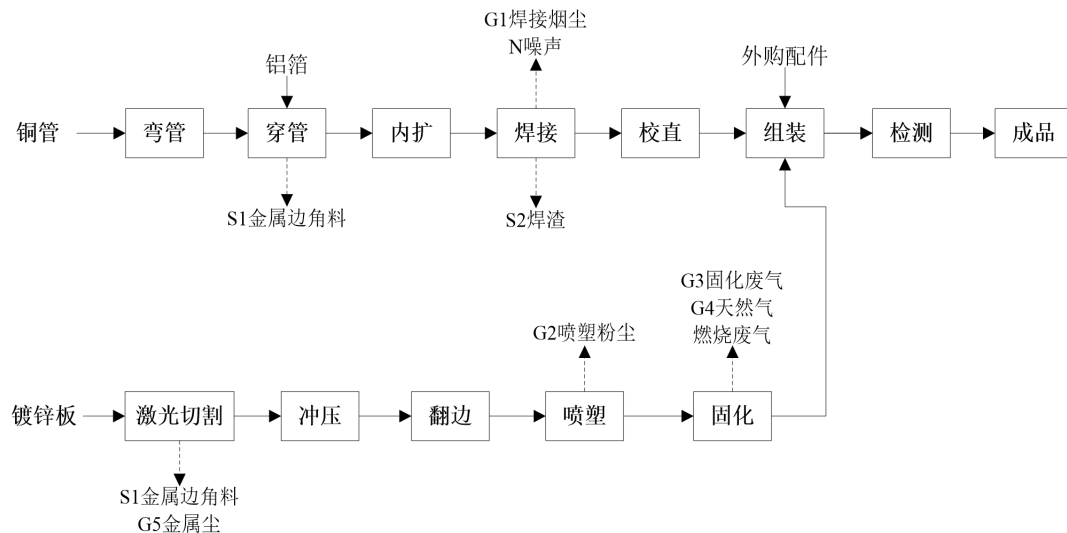 G1焊接烟尘
N噪声
铝箔
外购配件
铜管
弯管
穿管
内扩
焊接
校直
组装
检测
成品
S1金属边角料
S2焊渣
G3固化废气
G4天然气
燃烧废气
G2喷塑粉尘
镀锌板
激光切割
冲压
翻边
喷塑
固化
S1金属边角料
G5金属尘